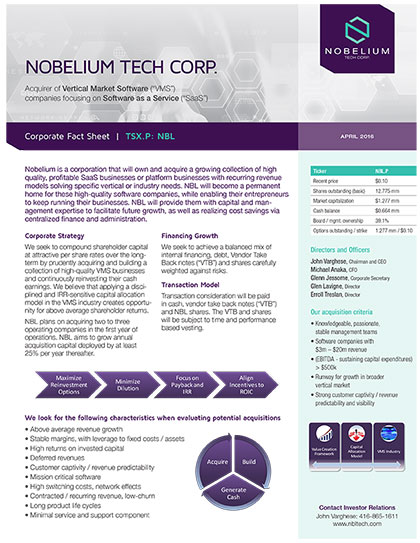 NOBELIUM
TECH CORP.
NOBELIUM TECH CORP.
Acquirer of Vertical Market Software ("VMS")
companies focusing on Software as a Service ("SaaS")
Corporate Fact Sheet | TSX.P: NBL
APRIL 2016
Nobelium is a corporation that will own and acquire a growing collection of high
quality, profitable SaaS businesses or platform businesses with recurring revenue
models solving specific vertical or industry needs. NBL will become a permanent
home for these high-quality software companies, while enabling their entrepreneurs
to keep running their businesses. NBL will provide them with capital and man-
agement expertise to facilitate future growth, as well as realizing cost savings via
centralized finance and administration.
Corporate Strategy
We seek to compound shareholder capital
at attractive per share rates over the long-
term by prudently acquiring and building a
collection of high-quality VMS businesses
and continuously reinvesting their cash
earnings. We believe that applying a disci-
plined and IRR-sensitive capital allocation
model in the VMS industry creates opportu-
nity for above average shareholder returns.
NBL plans on acquiring two to three
operating companies in the first year of
operations. NBL aims to grow annual
acquisition capital deployed by at least
25% per year thereafter.
Financing Growth
We seek to achieve a balanced mix of
internal financing, debt, Vendor Take
Back notes ("VTB") and shares carefully
weighted against risks.
Transaction Model
Transaction consideration will be paid
in cash, vendor take back notes ("VTB")
and NBL shares. The VTB and shares
will be subject to time and performance
based vesting.
Maximize
Reinvestment
Options
Minimize
Dilution
Focus on
Payback and
IRR
Align
Incentives to
ROIC
We look for the following characteristics when evaluating potential acquisitions
• Above average revenue growth
• Stable margins, with leverage to fixed costs / assets
• High returns on invested capital
• Deferred revenues
• Customer captivity / revenue predictability
• Mission critical software
• High switching costs, network effects
• Contracted / recurring revenue, low-churn
• Long product life cycles
• Minimal service and support component
Acquire
Build
Generate
Cash
Ticker NBL.P
Recent price $0.10
Shares outstanding (basic) 12.775 mm
Market capitalization $1.277 mm
Cash balance $0.664 mm
Board / mgmt. ownership 39.1%
Options outstanding / strike 1.277 mm / $0.10
Directors and Officers
John Varghese, Chairman and CEO
Michael Anaka, CFO
Glenn Jessome, Corporate Secretary
Glen Lavigne, Director
Erroll Treslan, Director
Our acquisition criteria
• Knowledgeable, passionate,
stable management teams
• Software companies with
$3m – $20m revenue
• (EBITDA - sustaining capital expenditures)
> $500k
• Runway for growth in broader
vertical market
• Strong customer captivity / revenue
predictability and visibility
Value Creation
Framework
Capital
Allocation
Model
VMS Industry
Contact Investor Relations
John Varghese: 416-865-1611
www.nbltech.com